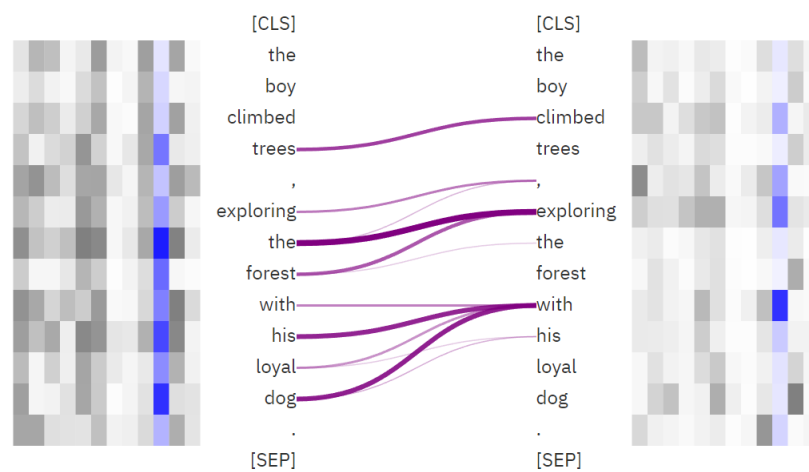 [CLS] [CLS]
the the
boy boy
climbed climbed
trees trees
, ,
exploring exploring
the the
forest forest
with with
his his
loyal loyal
dog dog
. .
[SEP] [SEP]